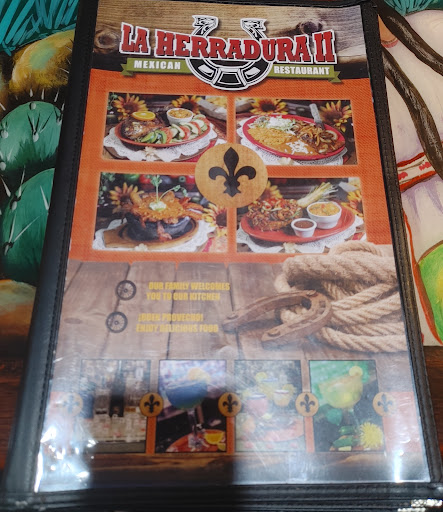 LA HERRADURA II
MEXICAN RESTAURANT
OUR FAMILY WELCOMES
YOU TO OUR KITCHEN
¡BUEN PROVECHO!
ENJOY DELICIOUS FOOD